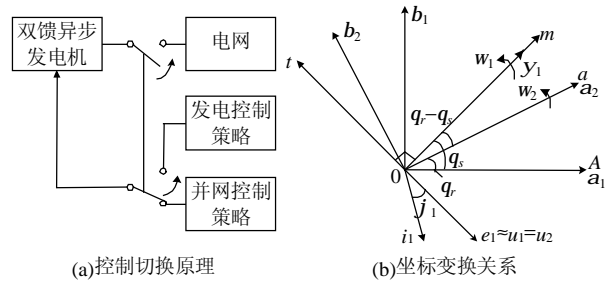 双馈异步
发电机
电网
发电控制
策略
并网控制
策略
(a)控制切换原理
b₁
b₂
t
m
w₁
y₁
a
w₂
a₂
qᵣ−qₛ
qₛ
A
0
qᵣ
a₁
j₁
i₁
e₁≈u₁=u₂
(b)坐标变换关系